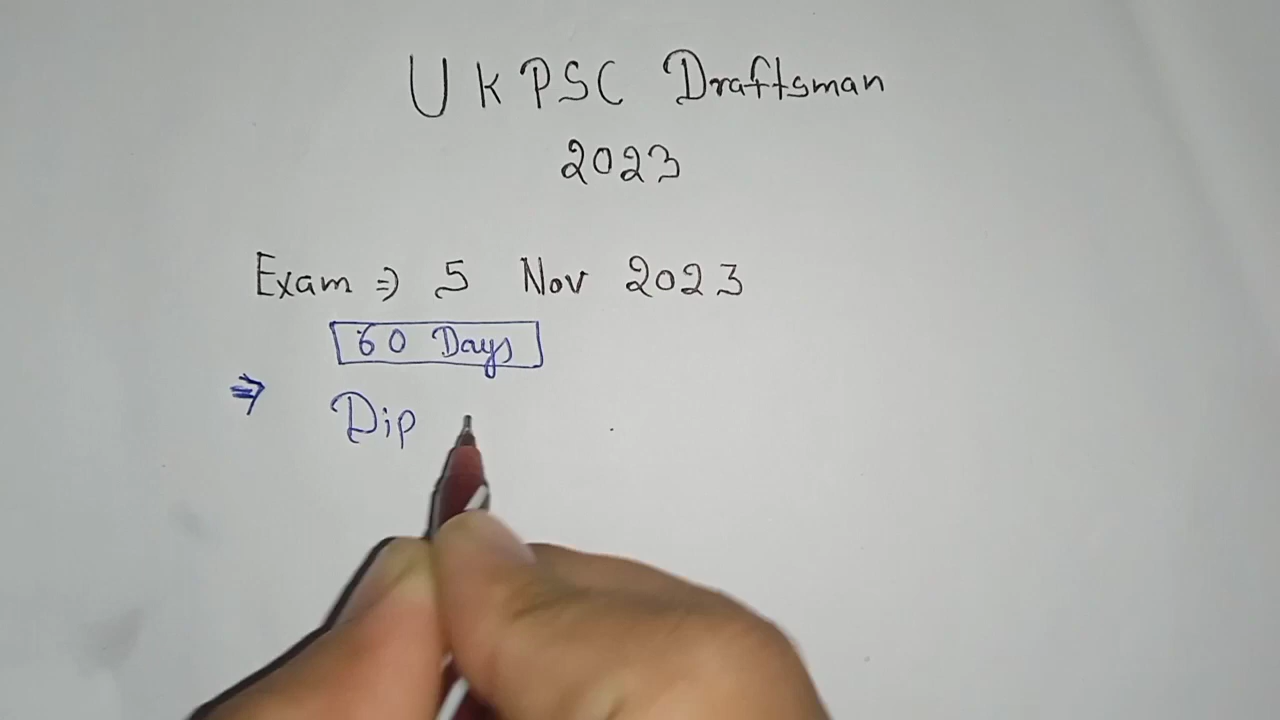 UKPSC Draftsman
2023
Exam ⇒ 5 Nov 2023
60 Days
⇒ Dip